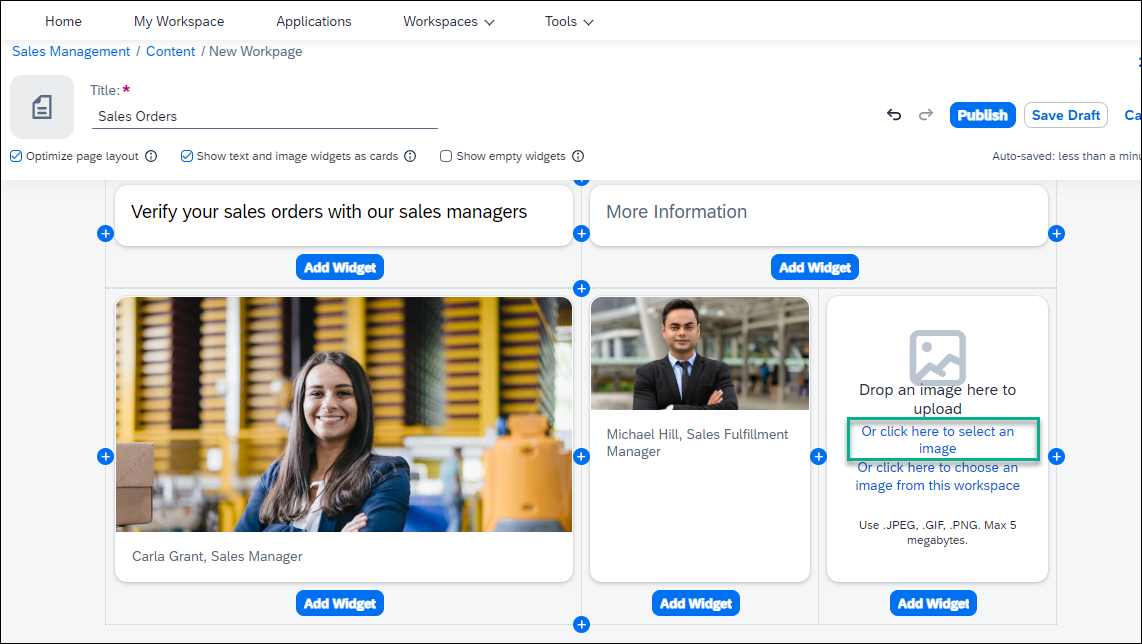 Home My Workspace Applications Workspaces Tools
Sales Management / Content / New Workpage
Title: *
Sales Orders
Publish Save Draft Ca
Optimize page layout Show text and image widgets as cards Show empty widgets
Auto-saved: less than a minu
Verify your sales orders with our sales managers
More Information
Add Widget
Add Widget
Carla Grant, Sales Manager
Michael Hill, Sales Fulfillment
Manager
Drop an image here to
upload
Or click here to select an
image
Or click here to choose an
image from this workspace
Use .JPEG, .GIF, .PNG. Max 5
megabytes.
Add Widget
Add Widget
Add Widget